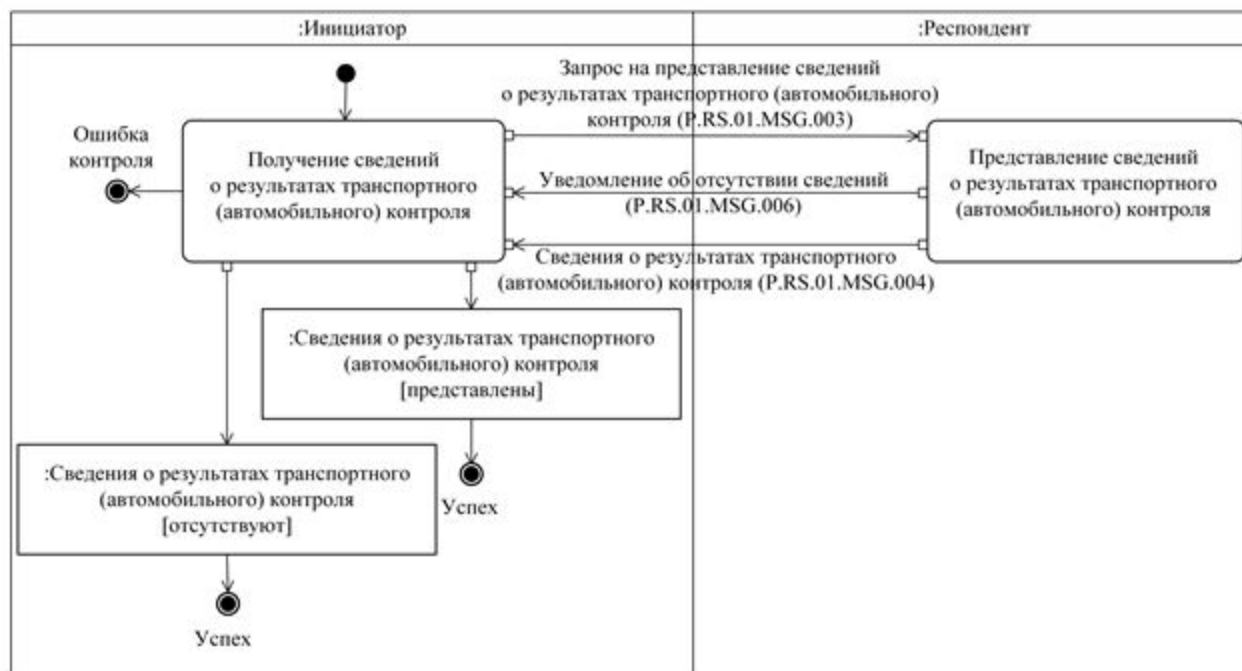 :Инициатор
:Респондент
Запрос на представление сведений
о результатах транспортного (автомобильного)
контроля (P.RS.01.MSG.003)
Ошибка
контроля
Получение сведений
о результатах транспортного
(автомобильного) контроля
Уведомление об отсутствии сведений
(P.RS.01.MSG.006)
Представление сведений
о результатах транспортного
(автомобильного) контроля
Сведения о результатах транспортного
(автомобильного) контроля (P.RS.01.MSG.004)
:Сведения о результатах транспортного
(автомобильного) контроля
[представлены]
:Сведения о результатах транспортного
(автомобильного) контроля
[отсутствуют]
Успех
Успех